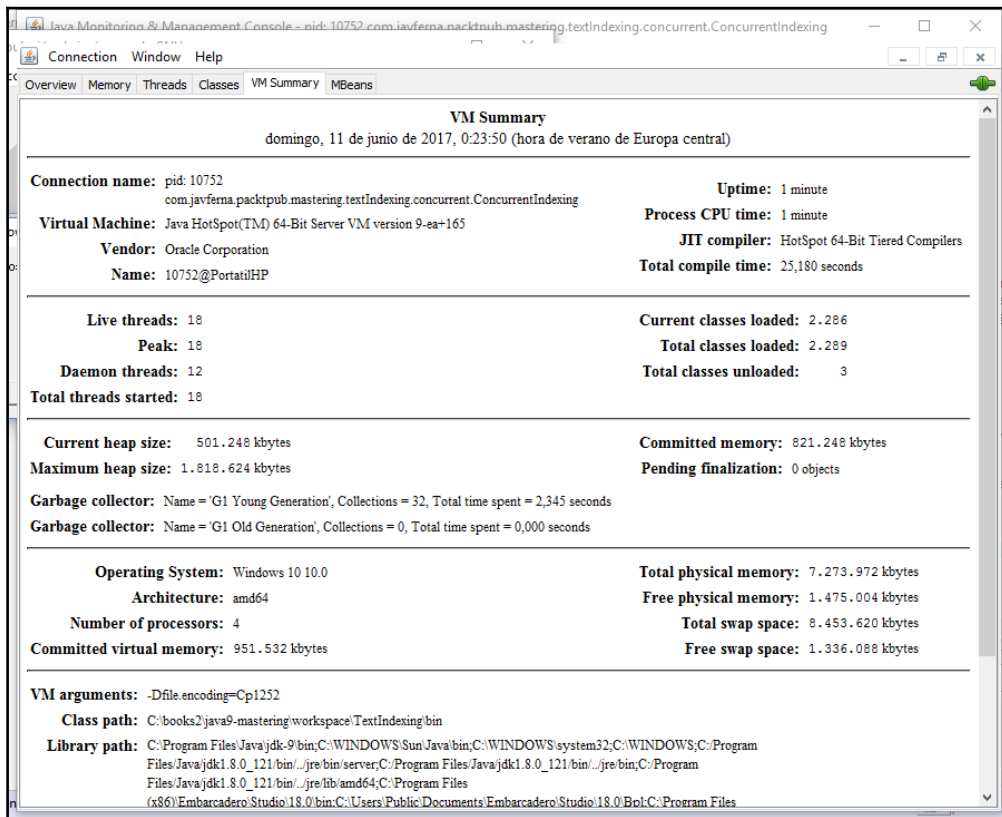 Java Monitoring & Management Console - pid: 10752 com.javferna.packtpub.mastering.textIndexing.concurrent.ConcurrentIndexing
Connection Window Help
Overview Memory Threads Classes VM Summary MBeans
VM Summary
domingo, 11 de junio de 2017, 0:23:50 (hora de verano de Europa central)
Connection name: pid: 10752
com.javferna.packtpub.mastering.textIndexing.concurrent.ConcurrentIndexing
Virtual Machine: Java HotSpot(TM) 64-Bit Server VM version 9-ea+165
Vendor: Oracle Corporation
Name: 10752@PortatilHP
Uptime: 1 minute
Process CPU time: 1 minute
JIT compiler: HotSpot 64-Bit Tiered Compilers
Total compile time: 25,180 seconds
Live threads: 18
Peak: 18
Daemon threads: 12
Total threads started: 18
Current classes loaded: 2.286
Total classes loaded: 2.289
Total classes unloaded: 3
Current heap size: 501.248 kbytes
Maximum heap size: 1.818.624 kbytes
Committed memory: 821.248 kbytes
Pending finalization: 0 objects
Garbage collector: Name = 'G1 Young Generation', Collections = 32, Total time spent = 2,345 seconds
Garbage collector: Name = 'G1 Old Generation', Collections = 0, Total time spent = 0,000 seconds
Operating System: Windows 10 10.0
Architecture: amd64
Number of processors: 4
Committed virtual memory: 951.532 kbytes
Total physical memory: 7.273.972 kbytes
Free physical memory: 1.475.004 kbytes
Total swap space: 8.453.620 kbytes
Free swap space: 1.336.088 kbytes
VM arguments: -Dfile.encoding=Cp1252
Class path: C:\books2\java9-mastering\workspace\TextIndexing\bin
Library path: C:\Program Files\Java\jdk-9\bin;C:\WINDOWS\Sun\Java\bin;C:\WINDOWS\system32;C:\WINDOWS;C:/Program
Files/Java/jdk1.8.0_121/bin/../jre/bin/server;C:/Program Files/Java/jdk1.8.0_121/bin/../jre/bin;C:/Program
Files/Java/jdk1.8.0_121/bin/../jre/lib/amd64;C:\Program Files
(x86)\Embarcadero\Studio\18.0\bin;C:\Users\Public\Documents\Embarcadero\Studio\18.0\Bpl;C:\Program Files